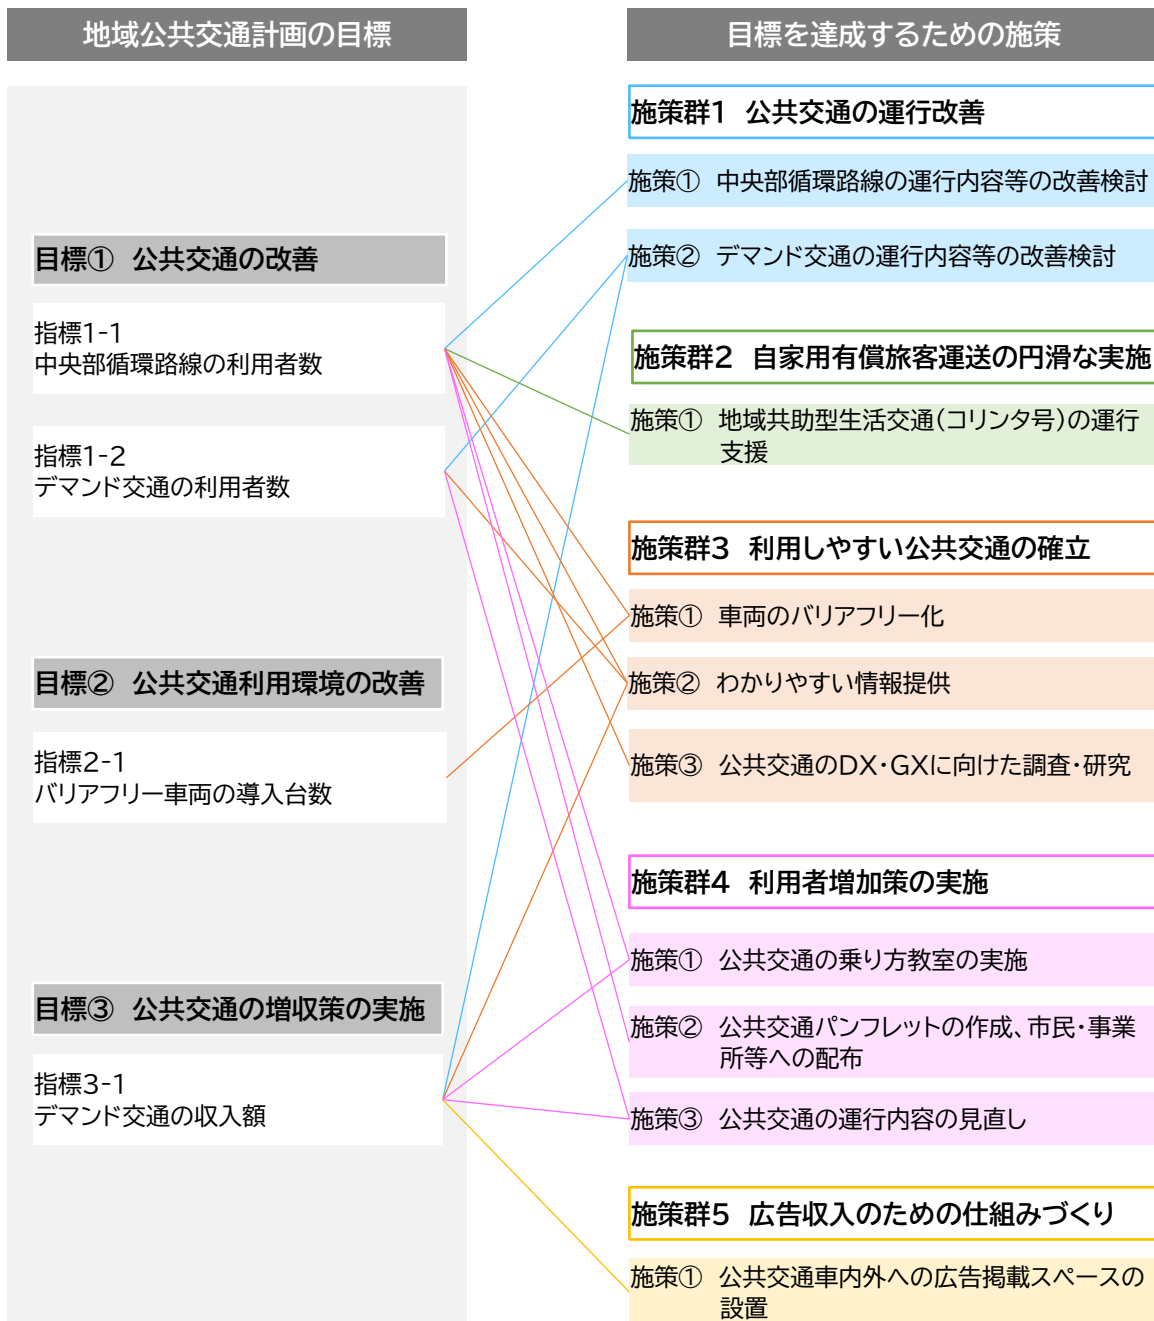 地域公共交通計画の目標
目標① 公共交通の改善
指標1-1
中央部循環路線の利用者数
指標1-2
デマンド交通の利用者数
目標② 公共交通利用環境の改善
指標2-1
バリアフリー車両の導入台数
目標③ 公共交通の増収策の実施
指標3-1
デマンド交通の収入額
目標を達成するための施策
施策群1 公共交通の運行改善
施策① 中央部循環路線の運行内容等の改善検討
施策② デマンド交通の運行内容等の改善検討
施策群2 自家用有償旅客運送の円滑な実施
施策① 地域共助型生活交通(コリンタ号)の運行
支援
施策群3 利用しやすい公共交通の確立
施策① 車両のバリアフリー化
施策② わかりやすい情報提供
施策③ 公共交通のDX・GXに向けた調査・研究
施策群4 利用者増加策の実施
施策① 公共交通の乗り方教室の実施
施策② 公共交通パンフレットの作成、市民・事業
所等への配布
施策③ 公共交通の運行内容の見直し
施策群5 広告収入のための仕組みづくり
施策① 公共交通車内外への広告掲載スペースの
設置